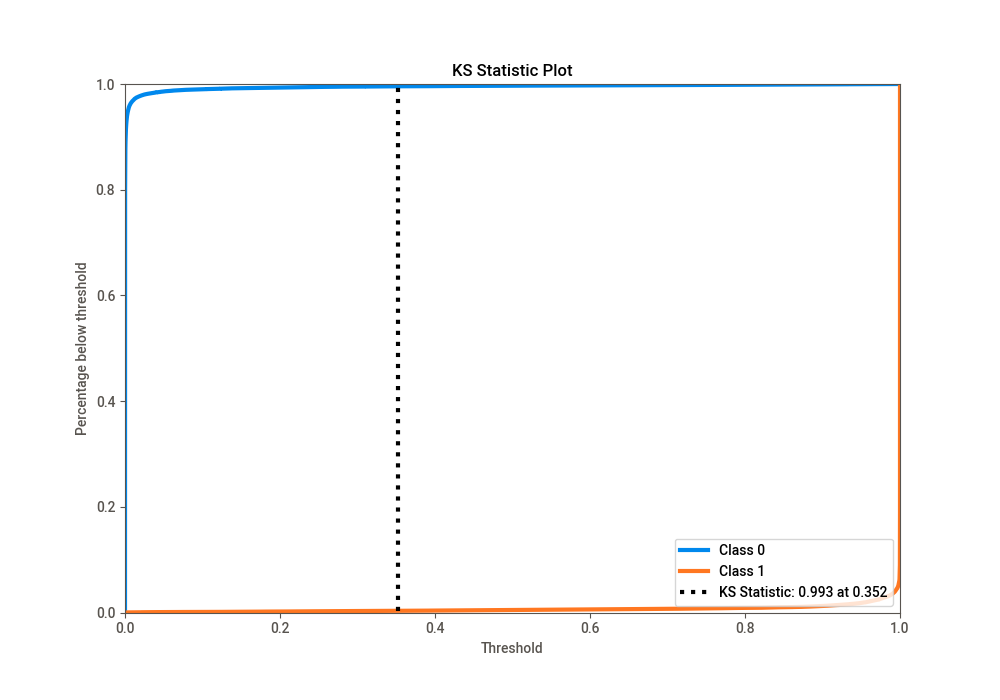 KS Statistic Plot
1.0
0.8
0.6
0.4
0.2
0.0
Percentage below threshold
Class 0
Class 1
KS Statistic: 0.993 at 0.352
0.0 0.2 0.4 0.6 0.8 1.0
Threshold